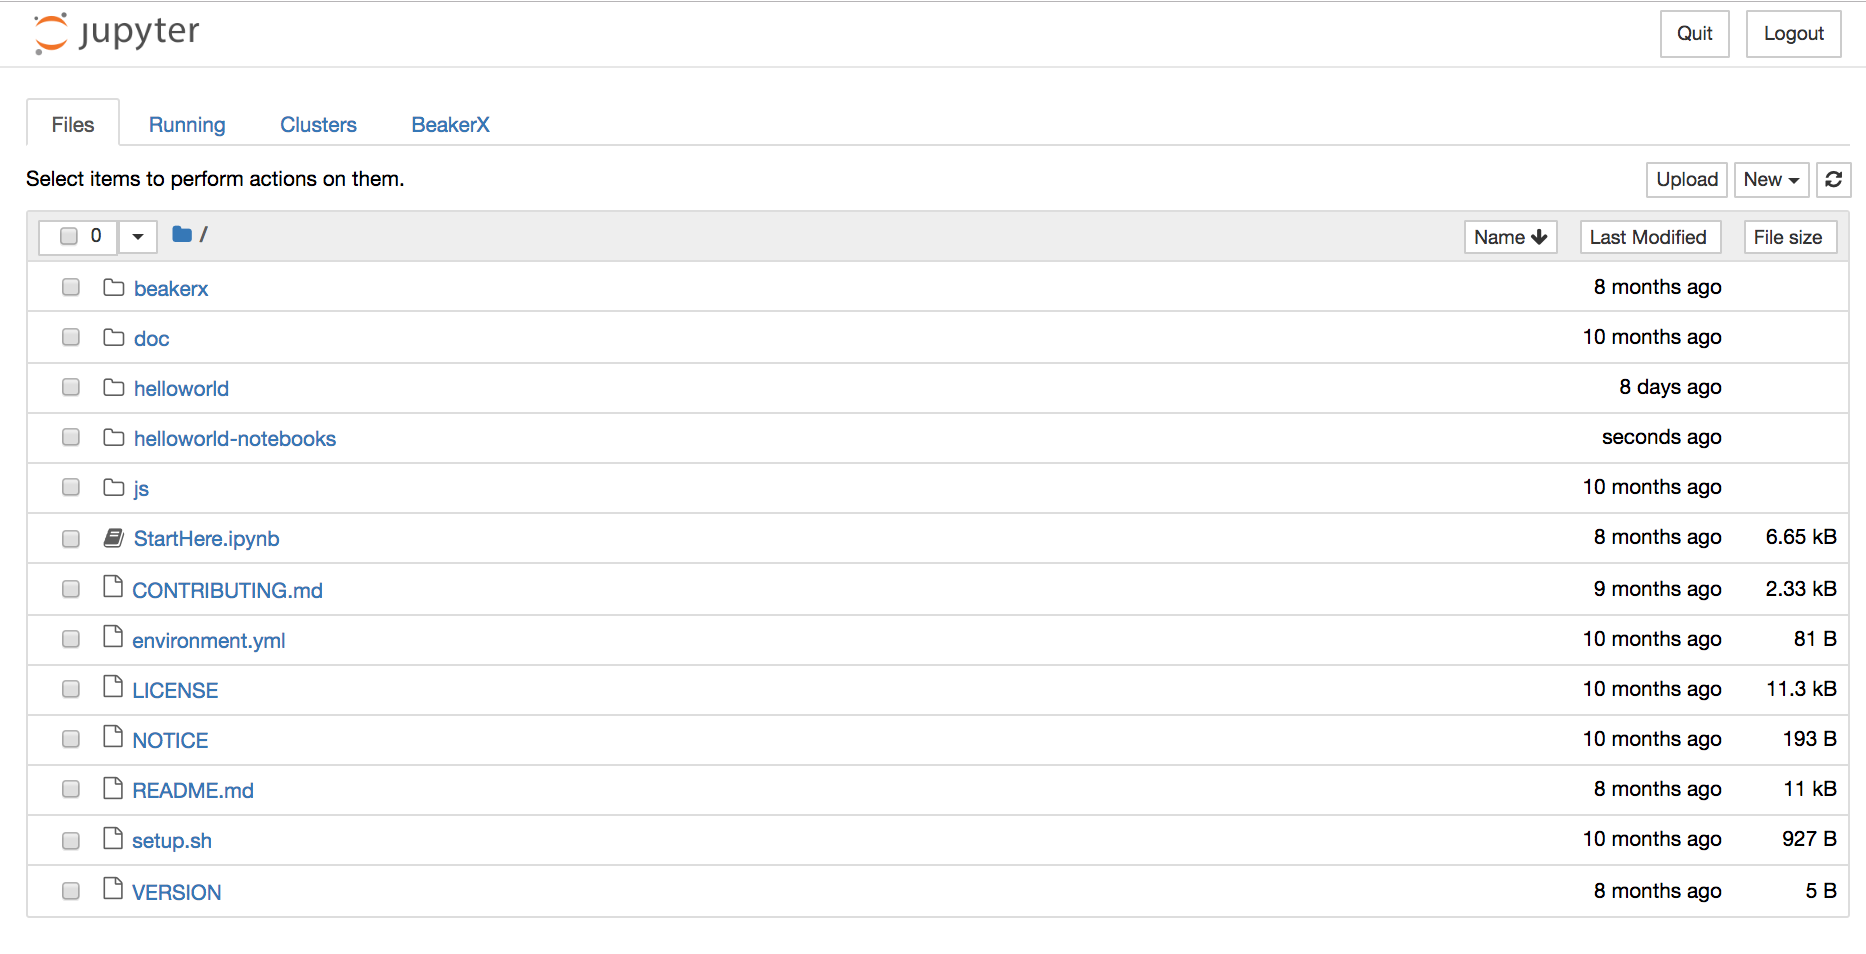 jupyter Quit Logout
Files Running Clusters BeakerX
Select items to perform actions on them. Upload New
0 / Name Last Modified File size
beakerx 8 months ago
doc 10 months ago
helloworld 8 days ago
helloworld-notebooks seconds ago
js 10 months ago
StartHere.ipynb 8 months ago 6.65 kB
CONTRIBUTING.md 9 months ago 2.33 kB
environment.yml 10 months ago 81 B
LICENSE 10 months ago 11.3 kB
NOTICE 10 months ago 193 B
README.md 8 months ago 11 kB
setup.sh 10 months ago 927 B
VERSION 8 months ago 5 B